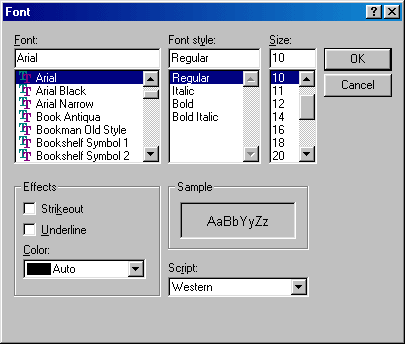 Font
Font:
Font style:
Size:
Arial
Regular
10
OK
Cancel
Arial
Arial Black
Arial Narrow
Book Antiqua
Bookman Old Style
Bookshelf Symbol 1
Bookshelf Symbol 2
Regular
Italic
Bold
Bold Italic
10
11
12
14
16
18
20
Effects
Strikeout
Underline
Color:
Auto
Sample
AaBbYyZz
Script:
Western